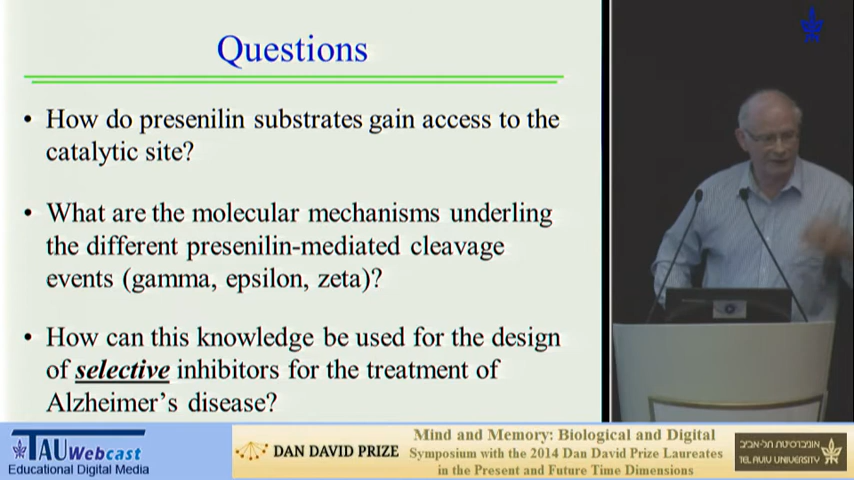 Questions
• How do presenilin substrates gain access to the
catalytic site?
• What are the molecular mechanisms underling
the different presenilin-mediated cleavage
events (gamma, epsilon, zeta)?
• How can this knowledge be used for the design
of selective inhibitors for the treatment of
Alzheimer's disease?
TAU Webcast
Educational Digital Media
DAN DAVID PRIZE
Mind and Memory: Biological and Digital
Symposium with the 2014 Dan David Prize Laureates
in the Present and Future Time Dimensions
אוניברסיטת תל-אביב
TEL AVIV UNIVERSITY